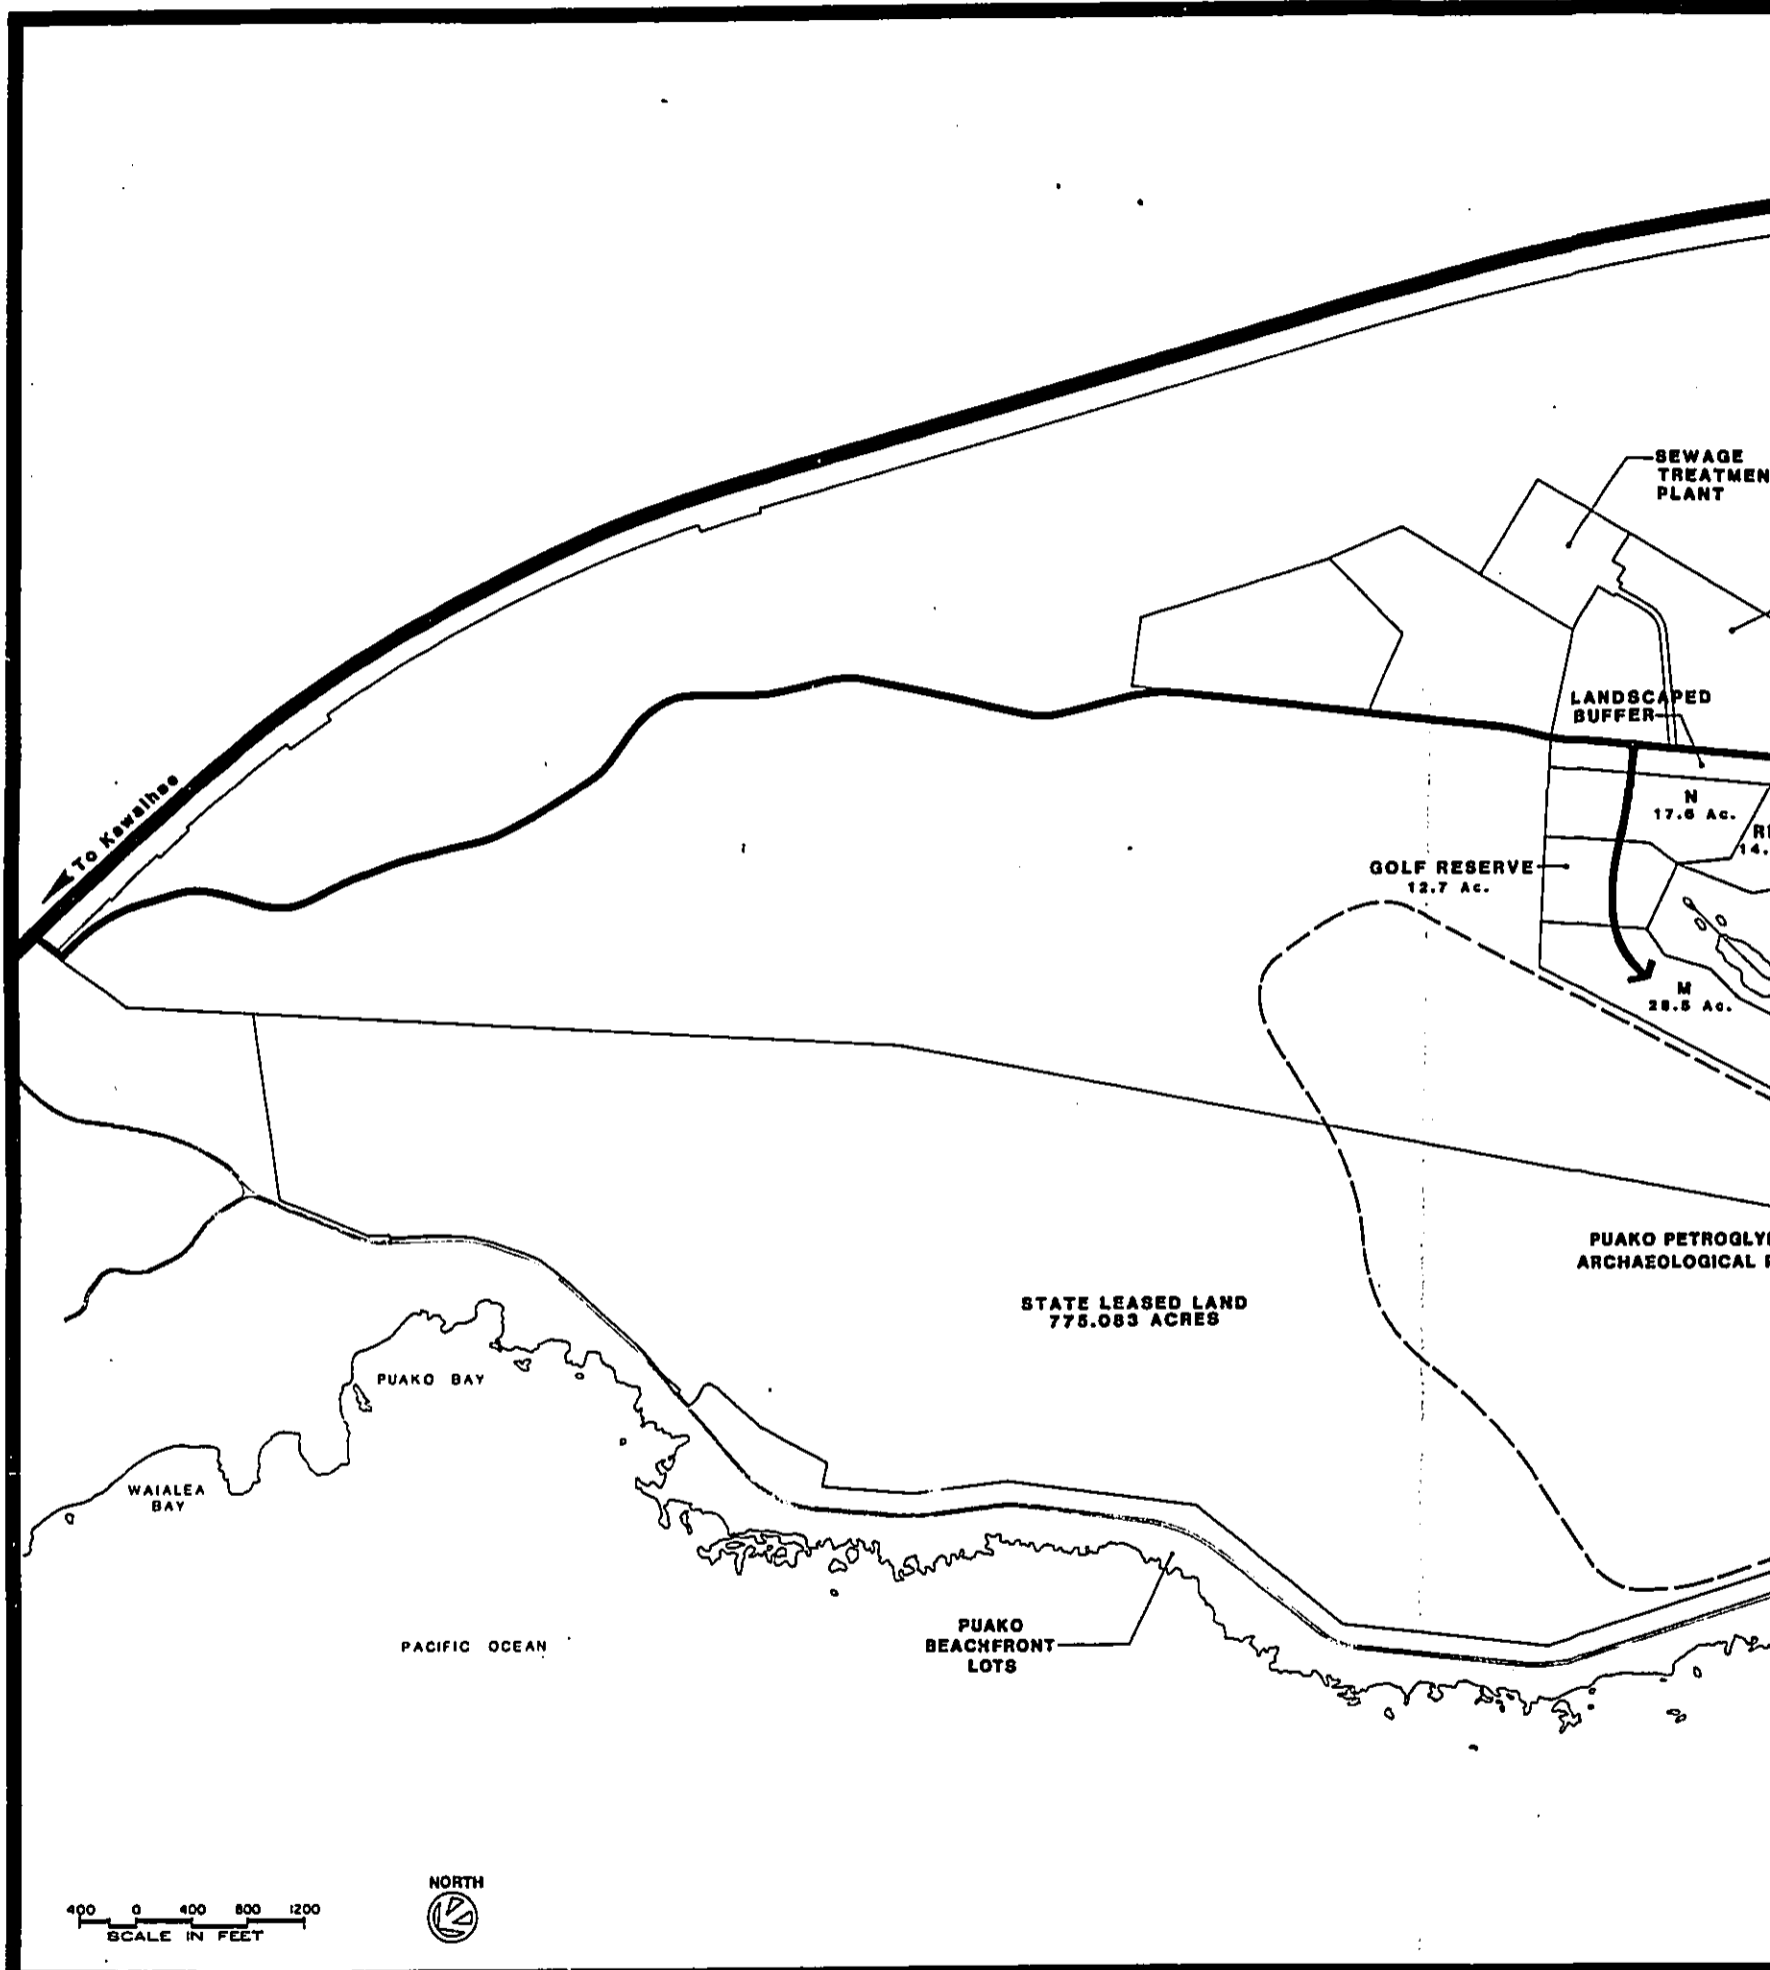 SEWAGE
TREATMEN
PLANT
LANDSCAPED
BUFFER
To Kawaihae
N
17.6 Ac.
14.
GOLF RESERVE
12.7 Ac.
M
28.5 Ac.
PUAKO PETROGLY
ARCHAEOLOGICAL
STATE LEASED LAND
775.083 ACRES
PUAKO BAY
WAIALEA
BAY
PACIFIC OCEAN
PUAKO
BEACHFRONT
LOTS
NORTH
400 0 400 800 1200
SCALE IN FEET